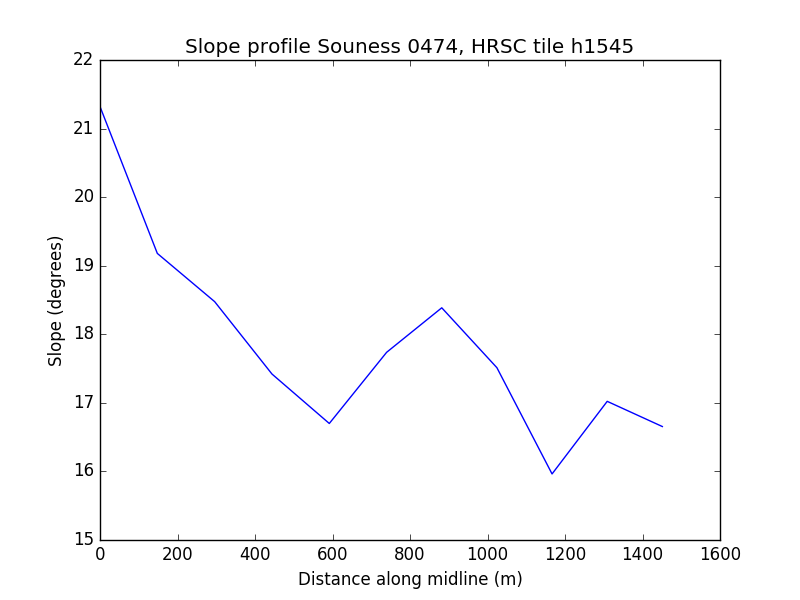 Slope profile Souness 0474, HRSC tile h1545
22
21
20
19
18
17
16
15
Slope (degrees)
0 200 400 600 800 1000 1200 1400 1600
Distance along midline (m)